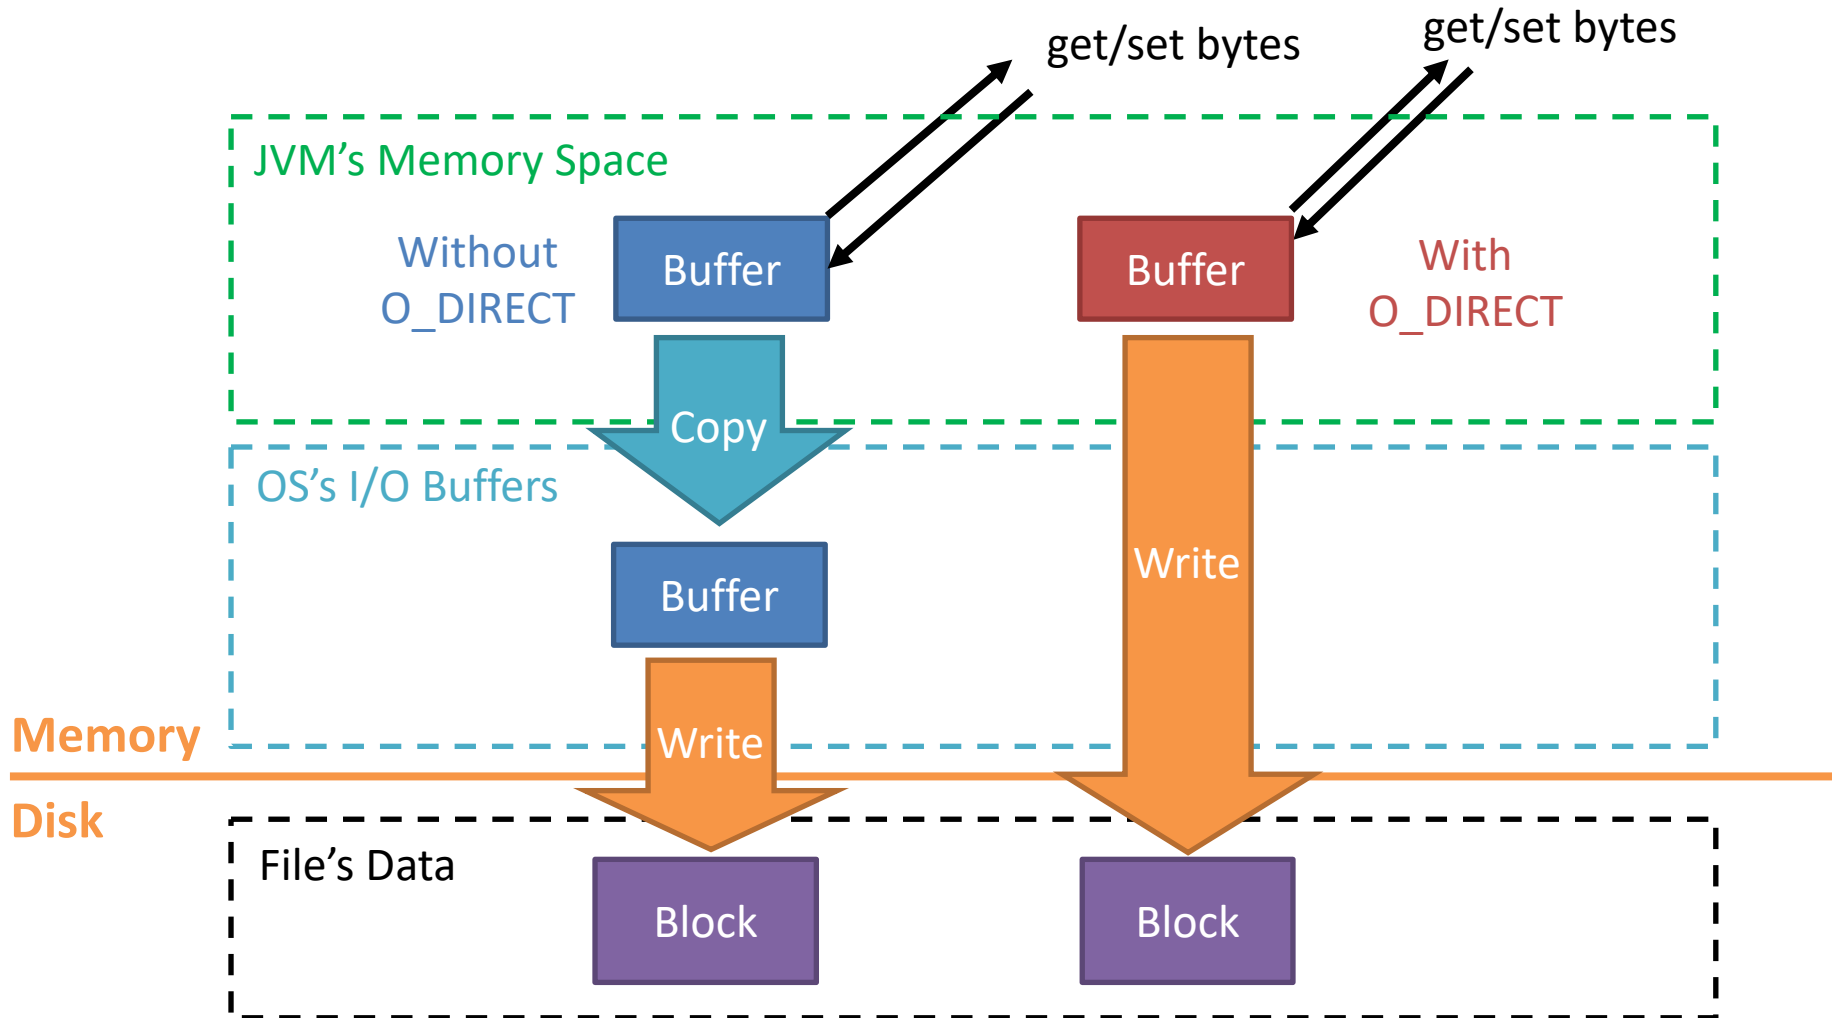 get/set bytes
get/set bytes
JVM’s Memory Space
Without
O_DIRECT
Buffer
Buffer
With
O_DIRECT
Copy
OS’s I/O Buffers
Buffer
Write
Write
Memory
Disk
File’s Data
Block
Block